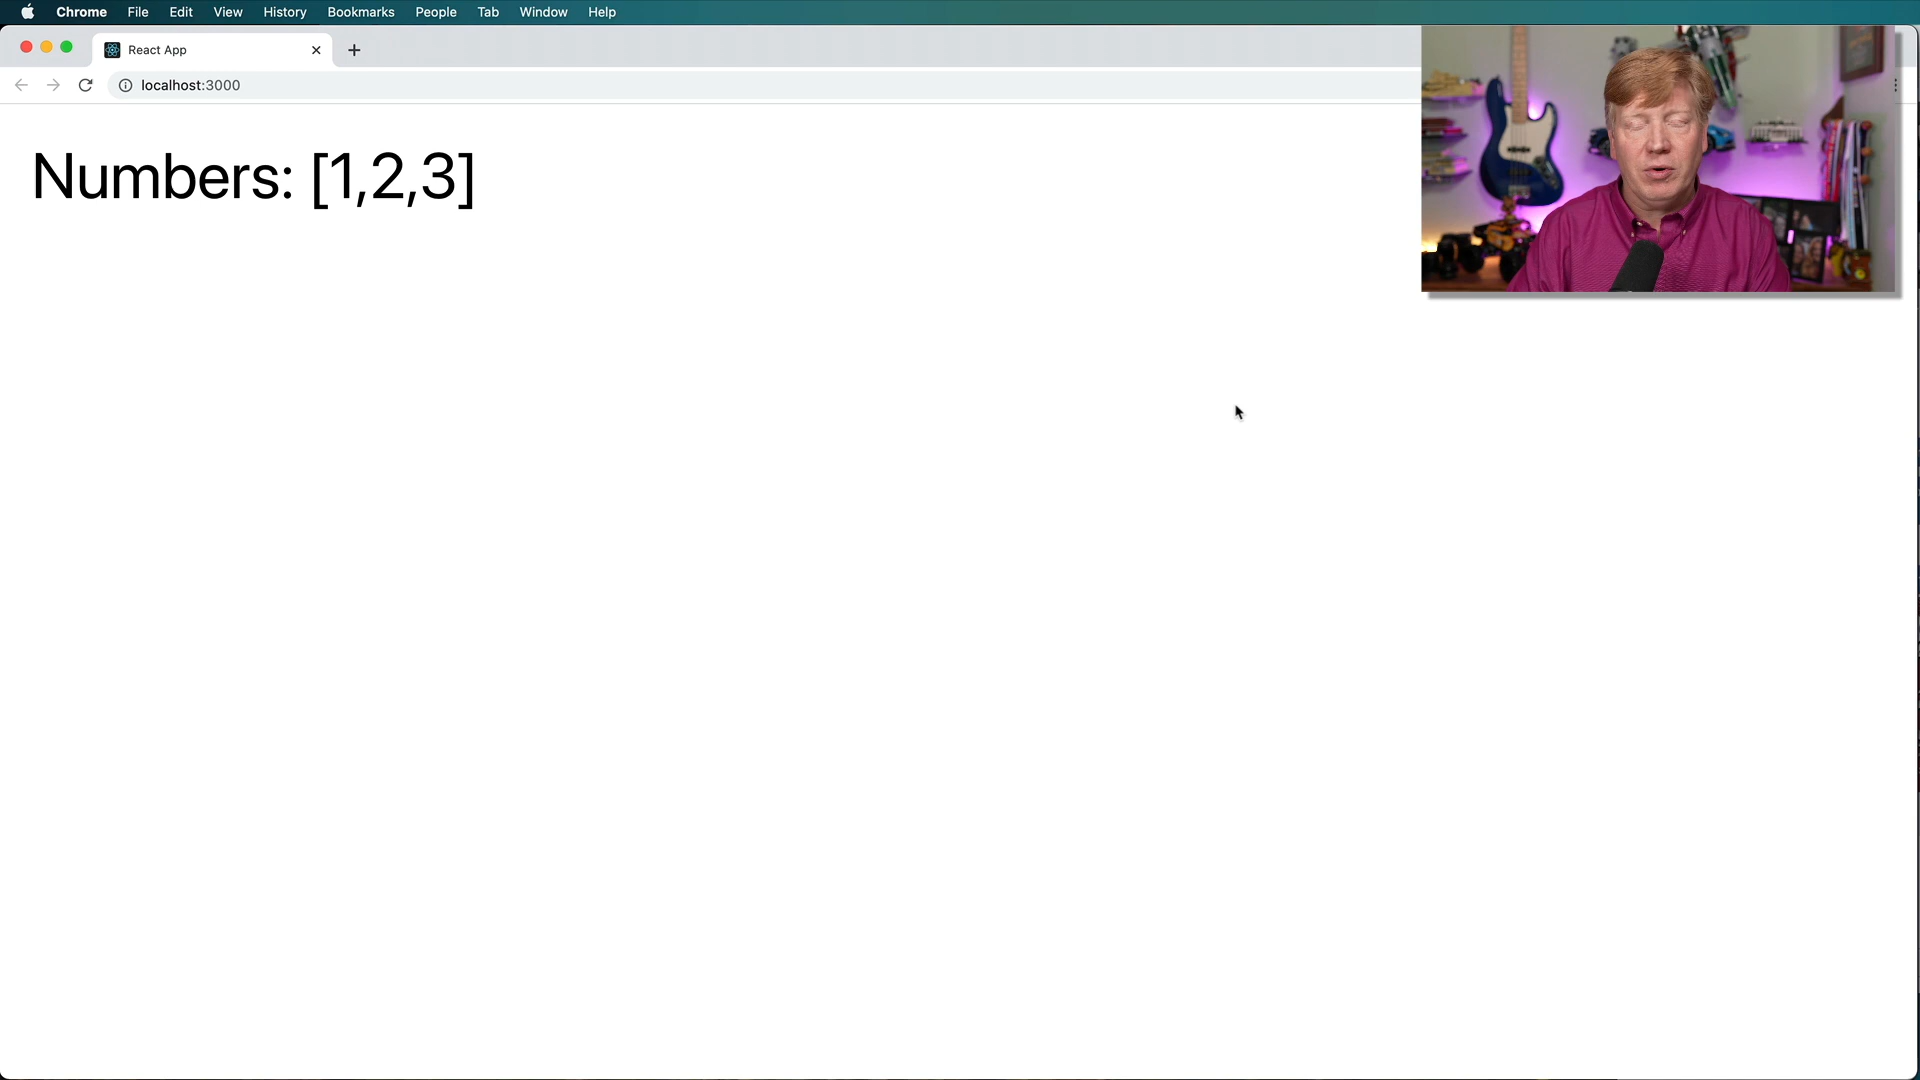 Chrome File Edit View History Bookmarks People Tab Window Help
React App
localhost:3000
Numbers: [1,2,3]